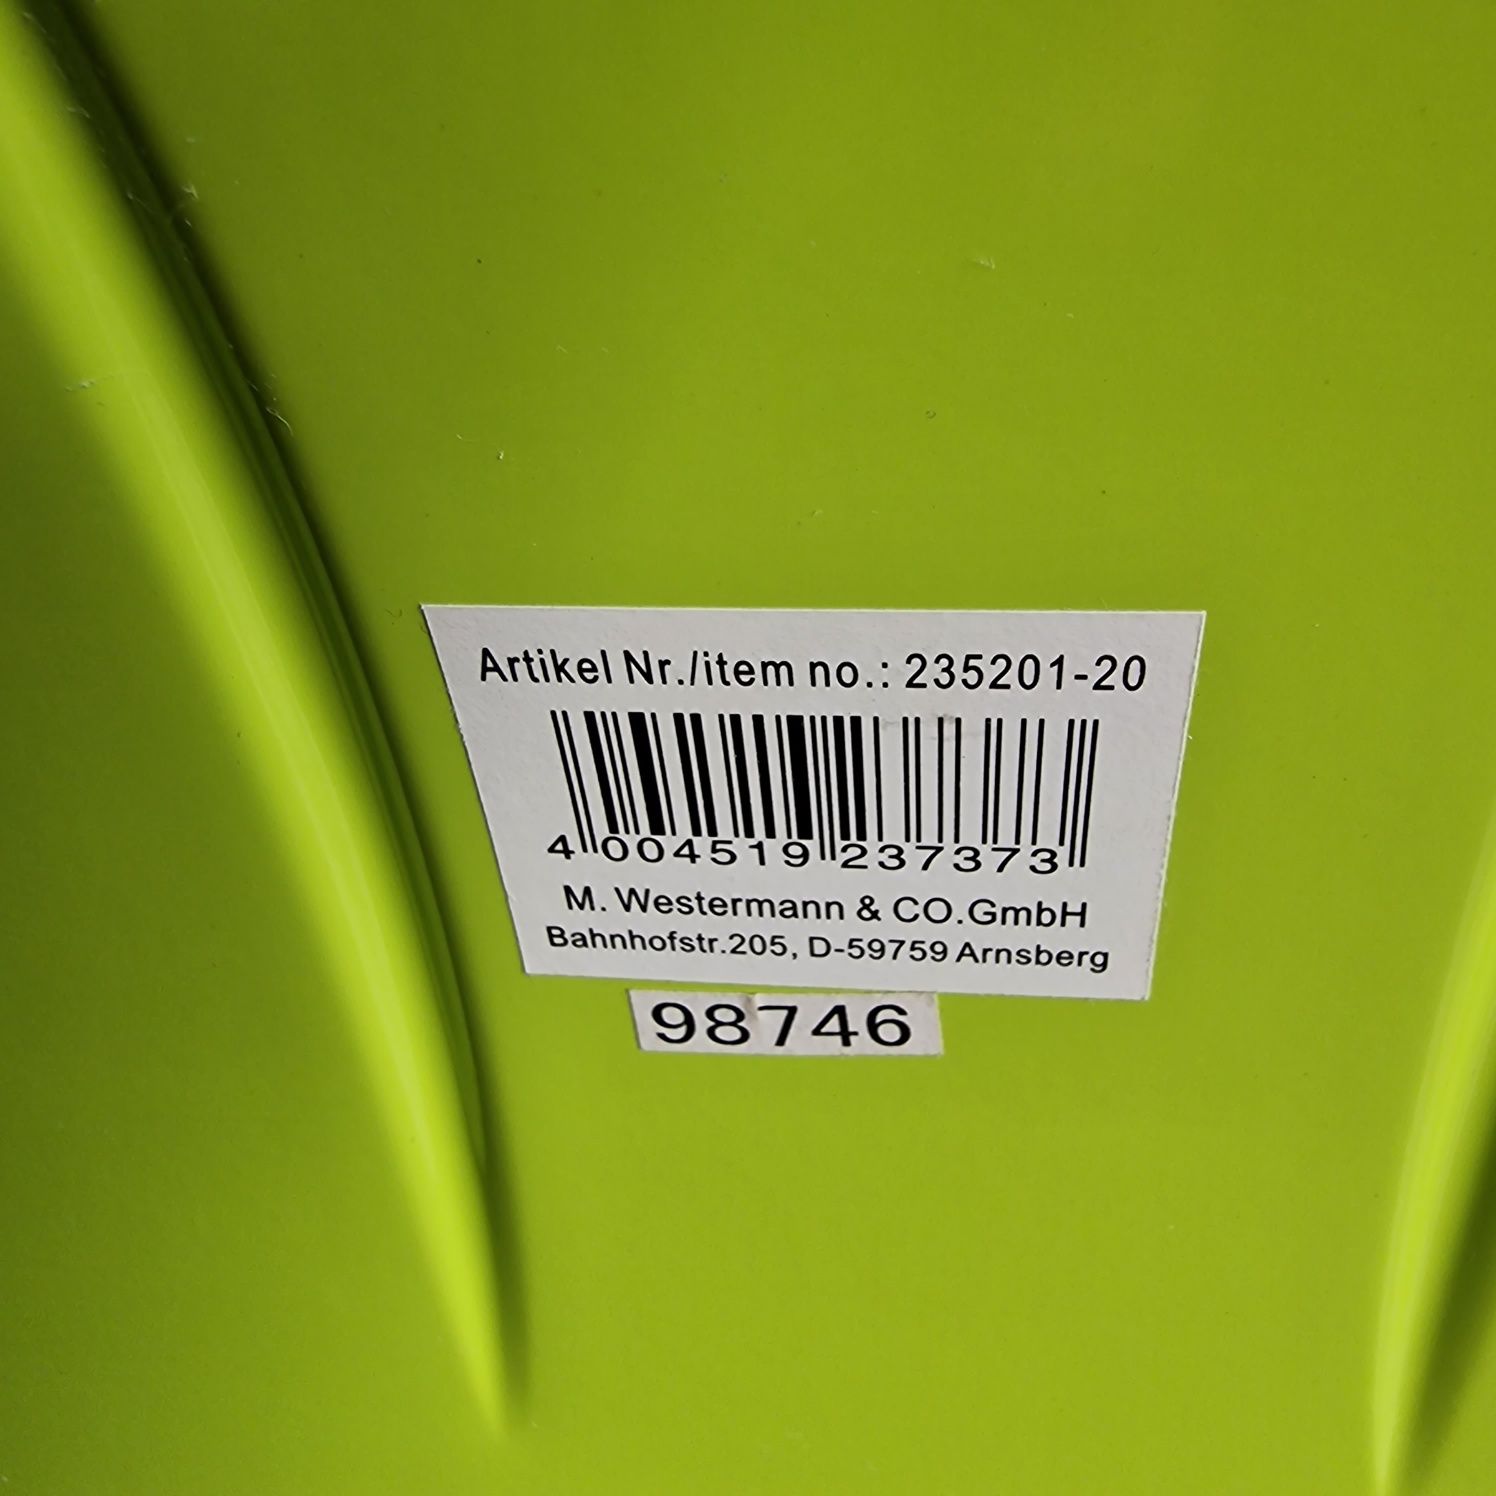 Artikel Nr./item no.: 235201-20
4 004519 237373
M. Westermann & CO.GmbH
Bahnhofstr.205, D-59759 Arnsberg
98746